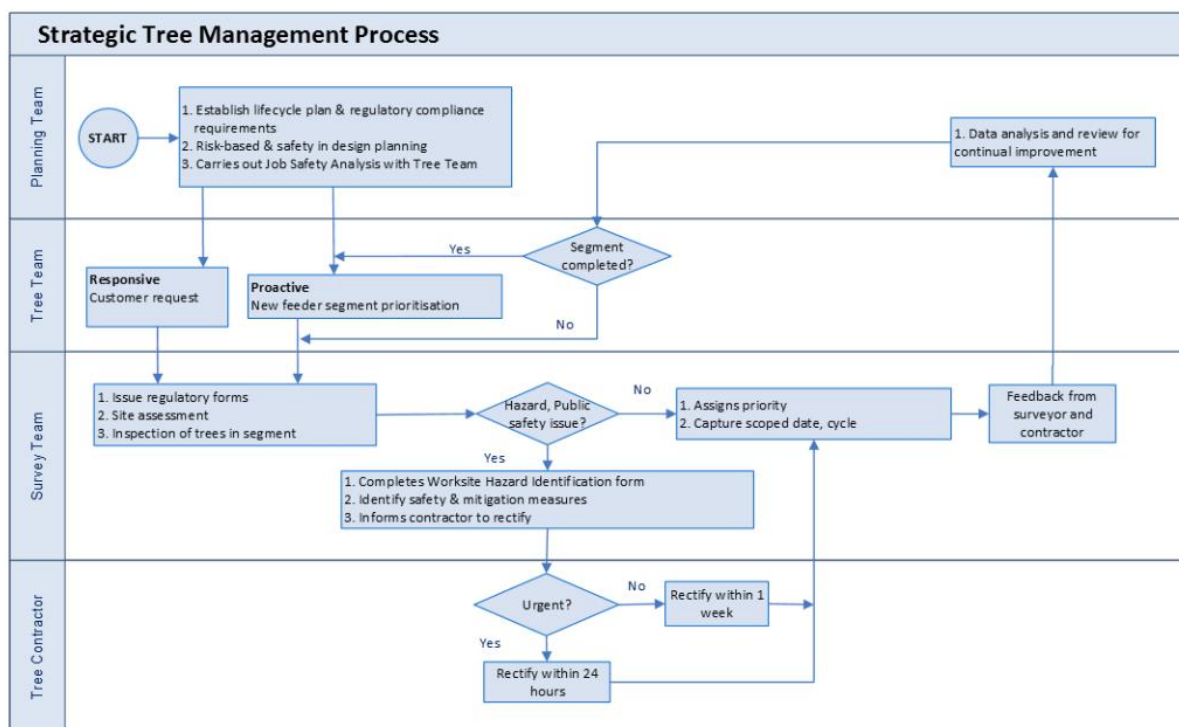 Strategic Tree Management Process
Planning Team
START
1. Establish lifecycle plan & regulatory compliance
requirements
2. Risk-based & safety in design planning
3. Carries out Job Safety Analysis with Tree Team
1. Data analysis and review for
continual improvement
Tree Team
Responsive
Customer request
Proactive
New feeder segment prioritisation
Yes
Segment
completed?
No
Survey Team
1. Issue regulatory forms
2. Site assessment
3. Inspection of trees in segment
Hazard, Public
safety issue?
No
1. Assigns priority
2. Capture scoped date, cycle
Feedback from
surveyor and
contractor
Yes
1. Completes Worksite Hazard Identification form
2. Identify safety & mitigation measures
3. Informs contractor to rectify
Tree Contractor
Urgent?
No
Rectify within 1
week
Yes
Rectify within 24
hours